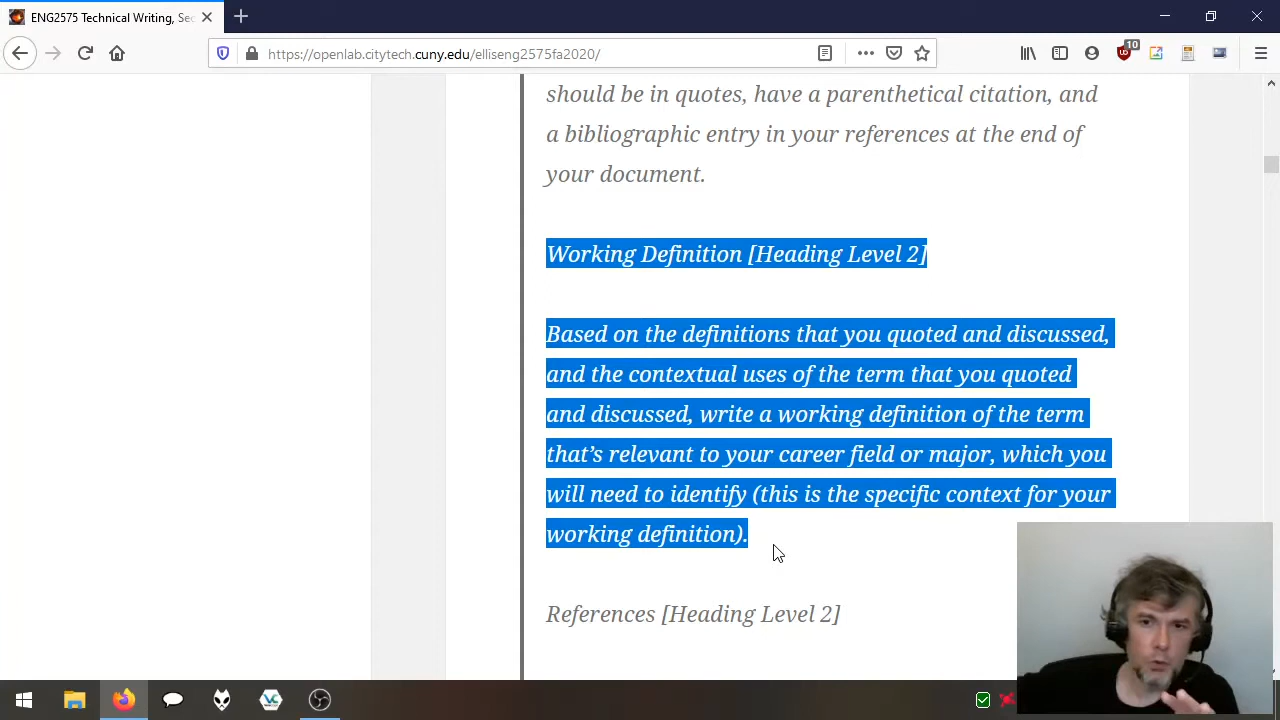 ENG2575 Technical Writing, Se
https://openlab.citytech.cuny.edu/elliseng2575fa2020/
10
should be in quotes, have a parenthetical citation, and
a bibliographic entry in your references at the end of
your document.
Working Definition [Heading Level 2]
Based on the definitions that you quoted and discussed,
and the contextual uses of the term that you quoted
and discussed, write a working definition of the term
that’s relevant to your career field or major, which you
will need to identify (this is the specific context for your
working definition).
References [Heading Level 2]